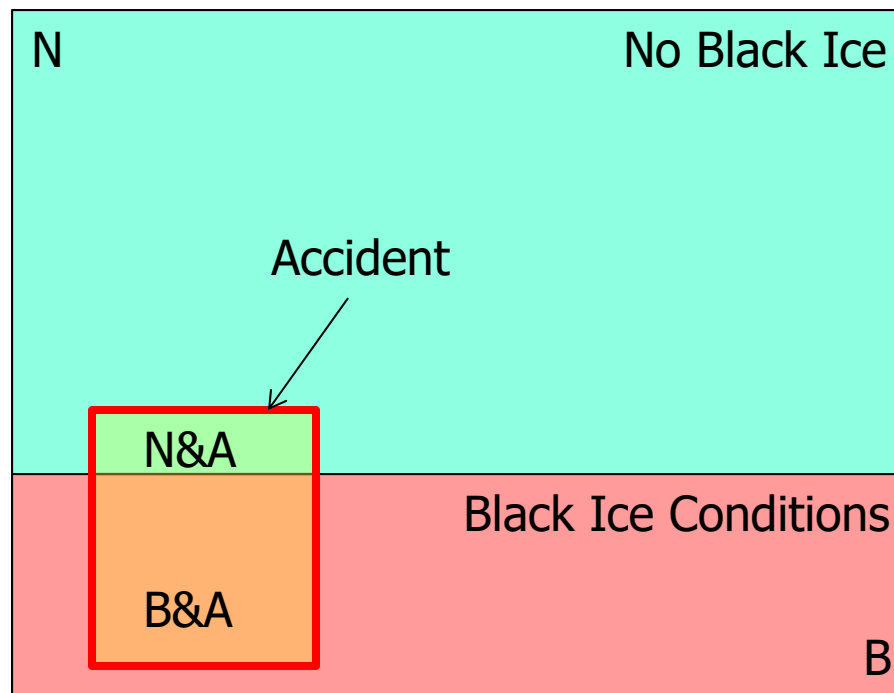 N
No Black Ice
Accident
N&A
Black Ice Conditions
B&A
B